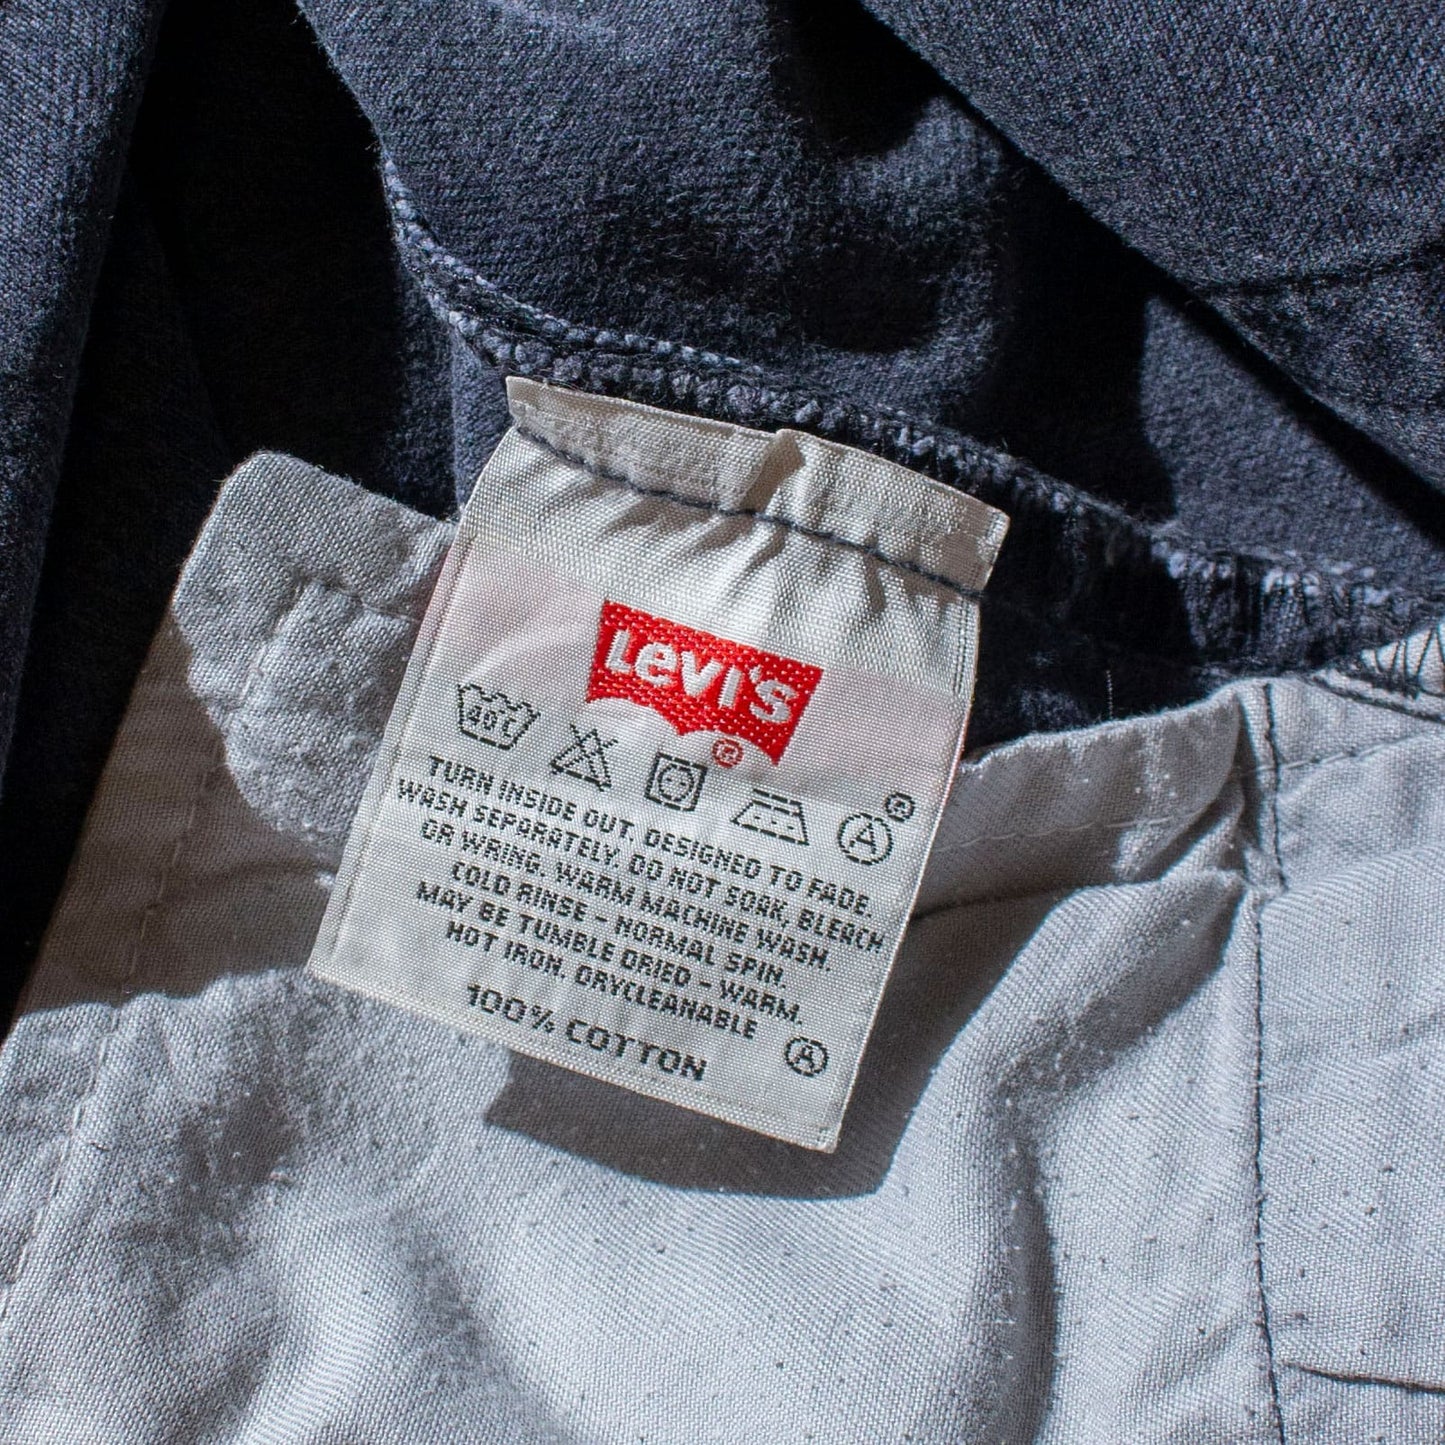 Levi's
®
40C
A®
TURN INSIDE OUT. DESIGNED TO FADE.
WASH SEPARATELY. DO NOT SOAK, BLEACH
OR WRING. WARM MACHINE WASH.
COLD RINSE - NORMAL SPIN.
MAY BE TUMBLE DRIED - WARM.
HOT IRON. DRYCLEANABLE
100% COTTON
A